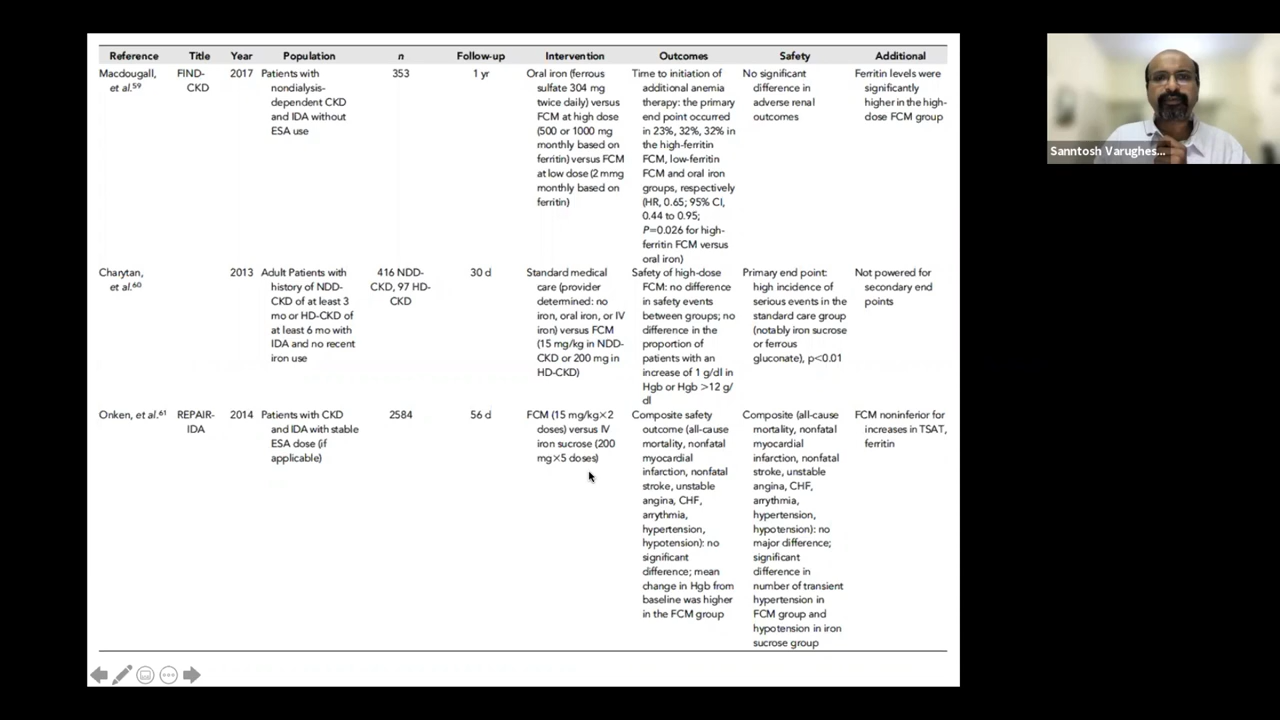 Reference Title Year Population n Follow-up Intervention Outcomes Safety Additional
Macdougall, et al.59
FIND-
CKD
2017
Patients with
nondialysis-
dependent CKD
and IDA without
ESA use
353
1 yr
Oral iron (ferrous
sulfate 304 mg
twice daily) versus
FCM at high dose
(500 or 1000 mg
monthly based on
ferritin) versus FCM
at low dose (2 mmg
monthly based on
ferritin)
Time to initiation of
additional anemia
therapy: the primary
end point occurred
in 23%, 32%, 32% in
the high-ferritin
FCM, low-ferritin
FCM and oral iron
groups, respectively
(HR, 0.65; 95% CI,
0.44 to 0.95;
P=0.026 for high-
ferritin FCM versus
oral iron)
No significant
difference in
adverse renal
outcomes
Ferritin levels were
significantly
higher in the high-
dose FCM group
Charytan,
et al.60
2013
Adult Patients with
history of NDD-
CKD of at least 3
mo or HD-CKD of
at least 6 mo with
IDA and no recent
iron use
416 NDD-
CKD, 97 HD-
CKD
30 d
Standard medical
care (provider
determined: no
iron, oral iron, or IV
iron) versus FCM
(15 mg/kg in NDD-
CKD or 200 mg in
HD-CKD)
Safety of high-dose
FCM: no difference
in safety events
between groups; no
difference in the
proportion of
patients with an
increase of 1 g/dl in
Hgb or Hgb >12 g/
dl
Primary end point:
high incidence of
serious events in the
standard care group
(notably iron sucrose
or ferrous
gluconate), p<0.01
Not powered for
secondary end
points
Onken, et al.61
REPAIR-
IDA
2014
Patients with CKD
and IDA with stable
ESA dose (if
applicable)
2584
56 d
FCM (15 mg/kg×2
doses) versus IV
iron sucrose (200
mg×5 doses)
Composite safety
outcome (all-cause
mortality, nonfatal
myocardial
infarction, nonfatal
stroke, unstable
angina, CHF,
arrythmia,
hypertension,
hypotension): no
significant
difference; mean
change in Hgb from
baseline was higher
in the FCM group
Composite (all-cause
mortality, nonfatal
myocardial
infarction, nonfatal
stroke, unstable
angina, CHF,
arrythmia,
hypertension,
hypotension): no
major difference;
significant
difference in
number of transient
hypertension in
FCM group and
hypotension in iron
sucrose group
FCM noninferior for
increases in TSAT,
ferritin
Sanntosh Varughes...